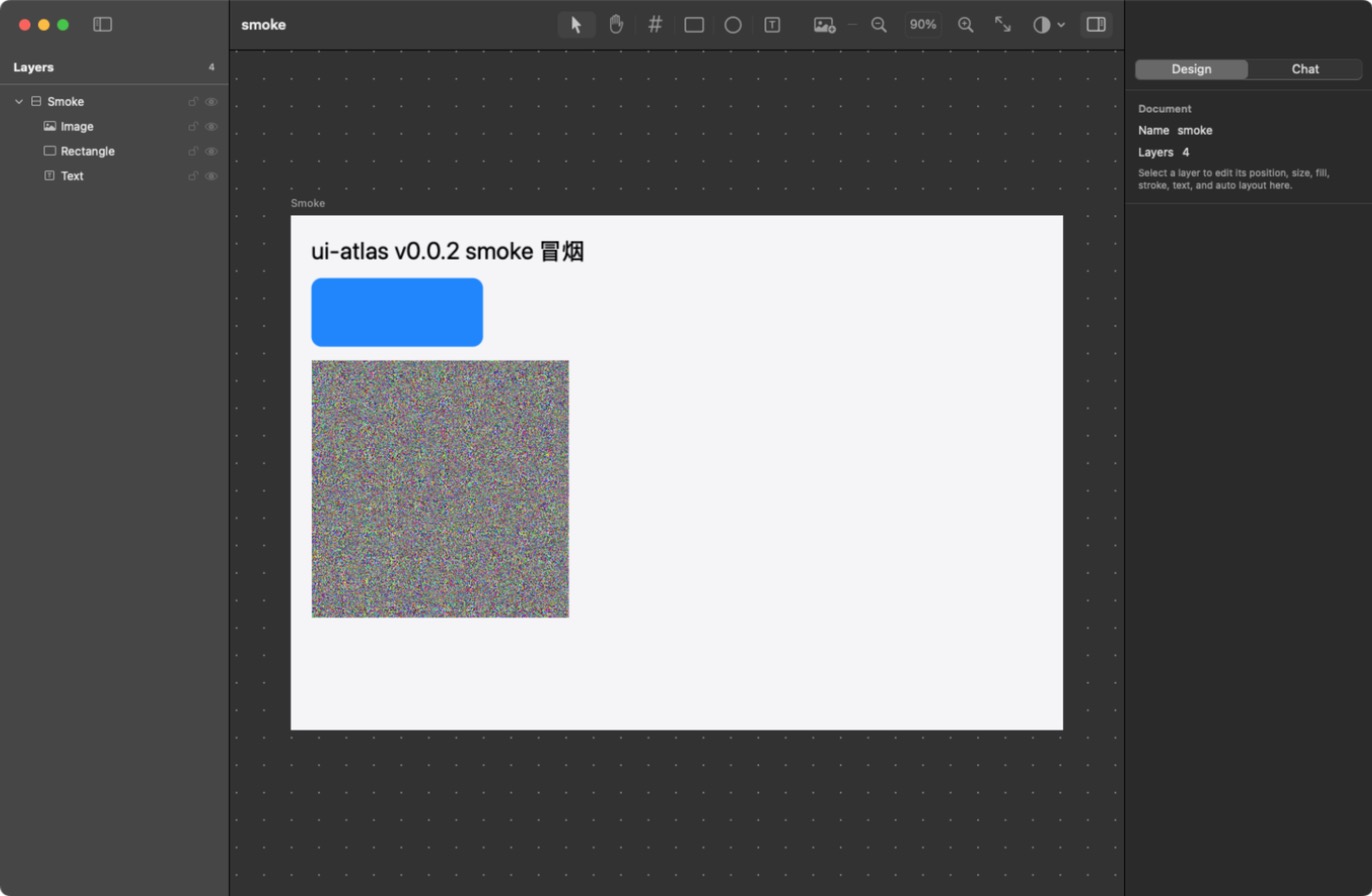 smoke
90%
Layers 4
Smoke
Image
Rectangle
Text
Smoke
ui-atlas v0.0.2 smoke 冒烟
Design Chat
Document
Name smoke
Layers 4
Select a layer to edit its position, size, fill,
stroke, text, and auto layout here.